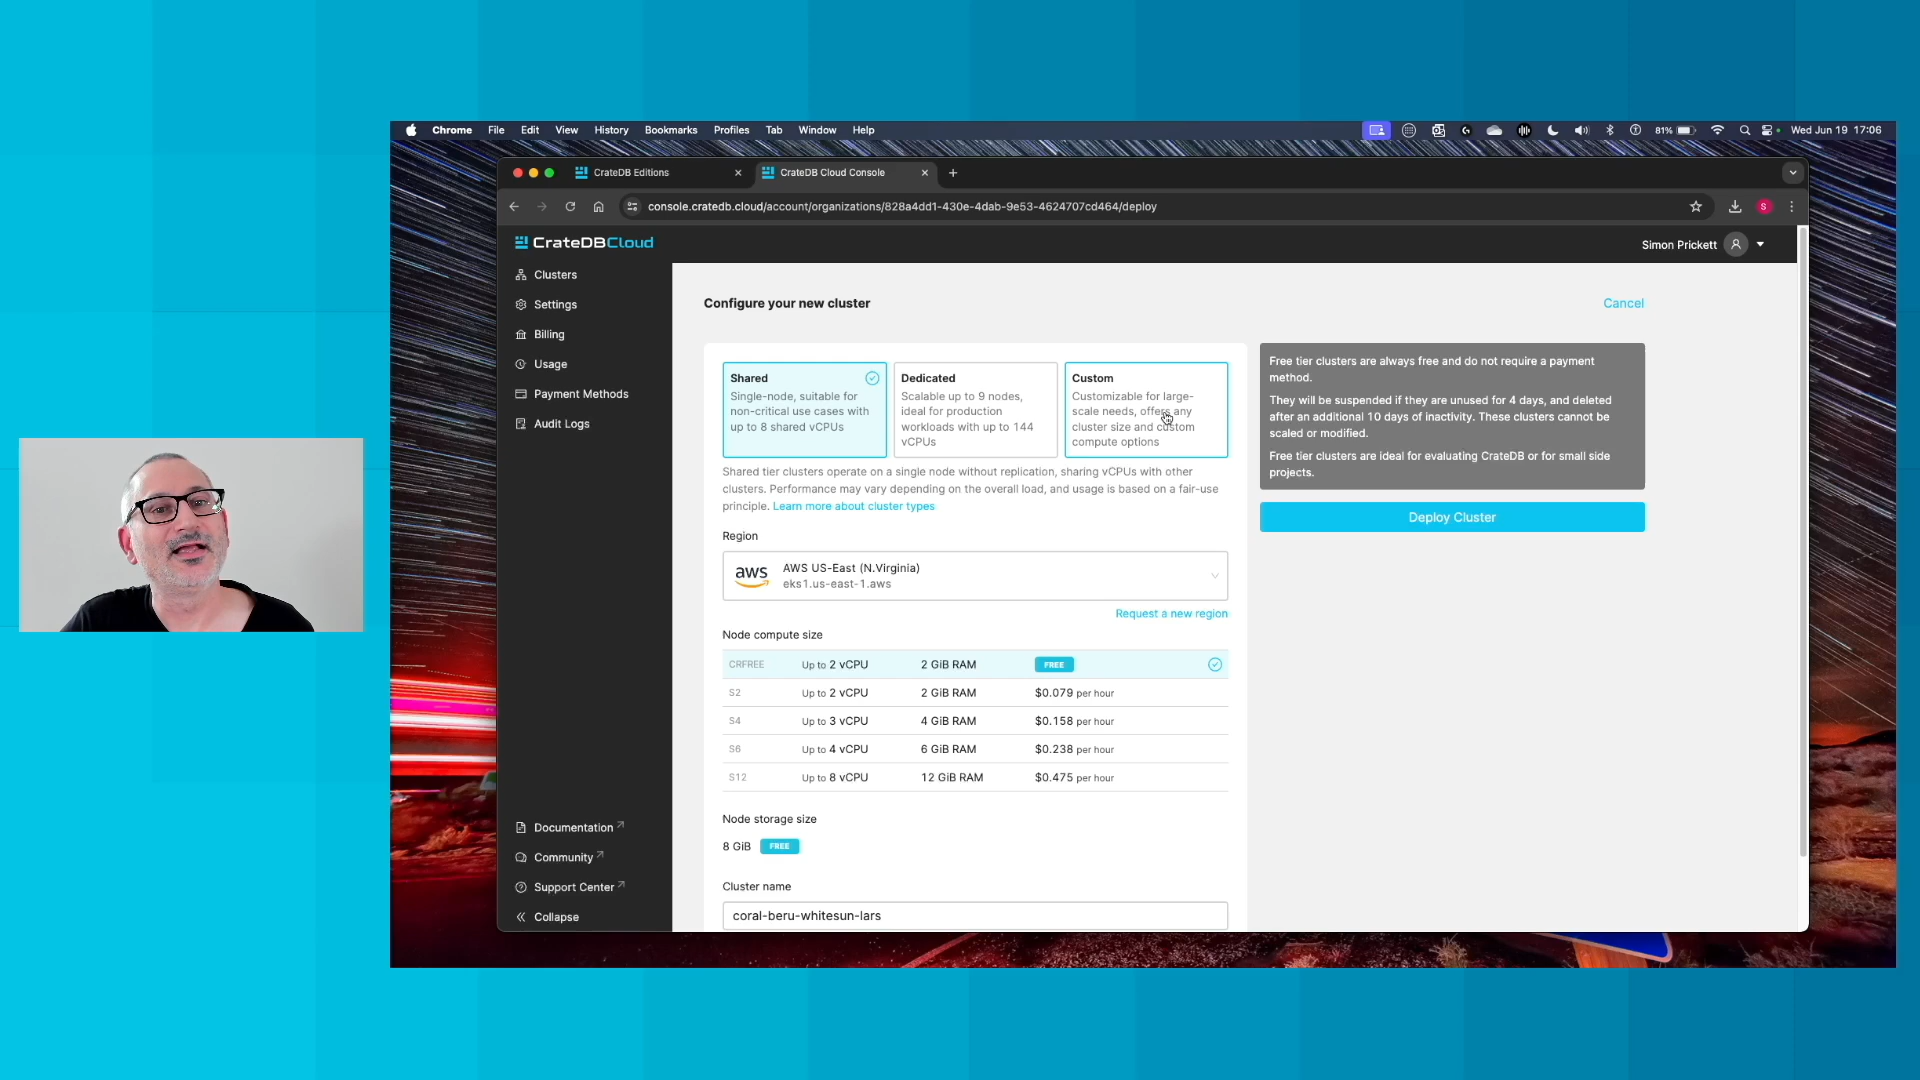 Chrome File Edit View History Bookmarks Profiles Tab Window Help
81% Wed Jun 19 17:06
CrateDB Editions
CrateDB Cloud Console
console.cratedb.cloud/account/organizations/828a4dd1-430e-4dab-9e53-4624707cd464/deploy
S
CrateDBCloud
Simon Prickett
Clusters
Settings
Billing
Usage
Payment Methods
Audit Logs
Documentation
Community
Support Center
Collapse
Configure your new cluster
Cancel
Shared
Single-node, suitable for
non-critical use cases with
up to 8 shared vCPUs
Dedicated
Scalable up to 9 nodes,
ideal for production
workloads with up to 144
vCPUs
Custom
Customizable for large-
scale needs, offers any
cluster size and custom
compute options
Shared tier clusters operate on a single node without replication, sharing vCPUs with other
clusters. Performance may vary depending on the overall load, and usage is based on a fair-use
principle. Learn more about cluster types
Region
aws
AWS US-East (N.Virginia)
eks1.us-east-1.aws
Request a new region
Node compute size
CRFREE Up to 2 vCPU 2 GiB RAM FREE
S2 Up to 2 vCPU 2 GiB RAM $0.079 per hour
S4 Up to 3 vCPU 4 GiB RAM $0.158 per hour
S6 Up to 4 vCPU 6 GiB RAM $0.238 per hour
S12 Up to 8 vCPU 12 GiB RAM $0.475 per hour
Node storage size
8 GiB FREE
Cluster name
coral-beru-whitesun-lars
Free tier clusters are always free and do not require a payment
method.
They will be suspended if they are unused for 4 days, and deleted
after an additional 10 days of inactivity. These clusters cannot be
scaled or modified.
Free tier clusters are ideal for evaluating CrateDB or for small side
projects.
Deploy Cluster